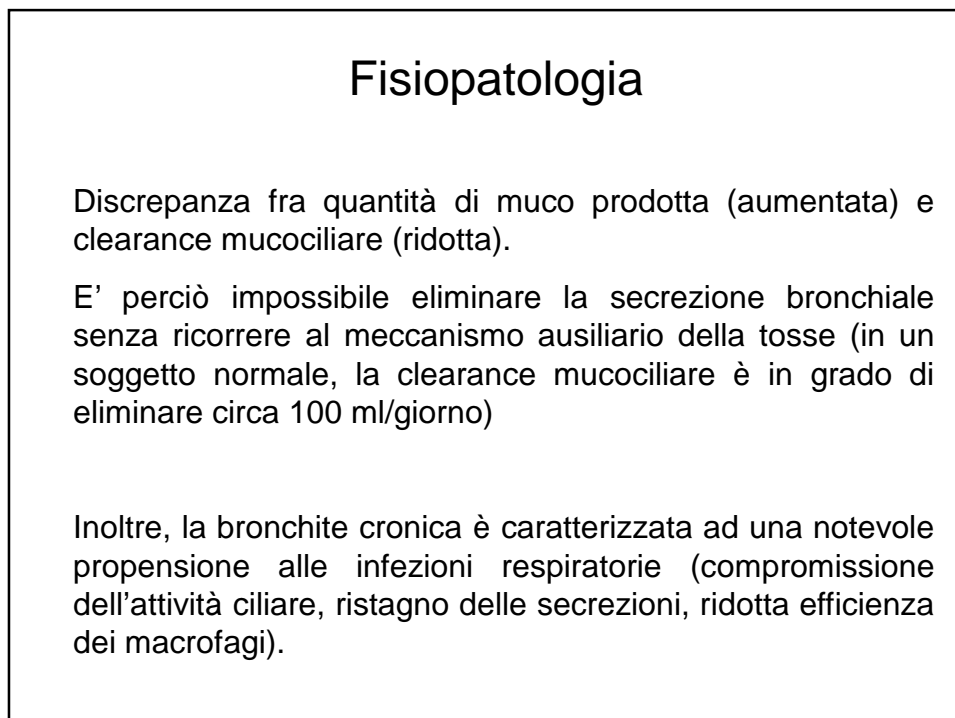 Fisiopatologia
Discrepanza fra quantità di muco prodotta (aumentata) e
clearance mucociliare (ridotta).
E’ perciò impossibile eliminare la secrezione bronchiale
senza ricorrere al meccanismo ausiliario della tosse (in un
soggetto normale, la clearance mucociliare è in grado di
eliminare circa 100 ml/giorno)
Inoltre, la bronchite cronica è caratterizzata ad una notevole
propensione alle infezioni respiratorie (compromissione
dell’attività ciliare, ristagno delle secrezioni, ridotta efficienza
dei macrofagi).